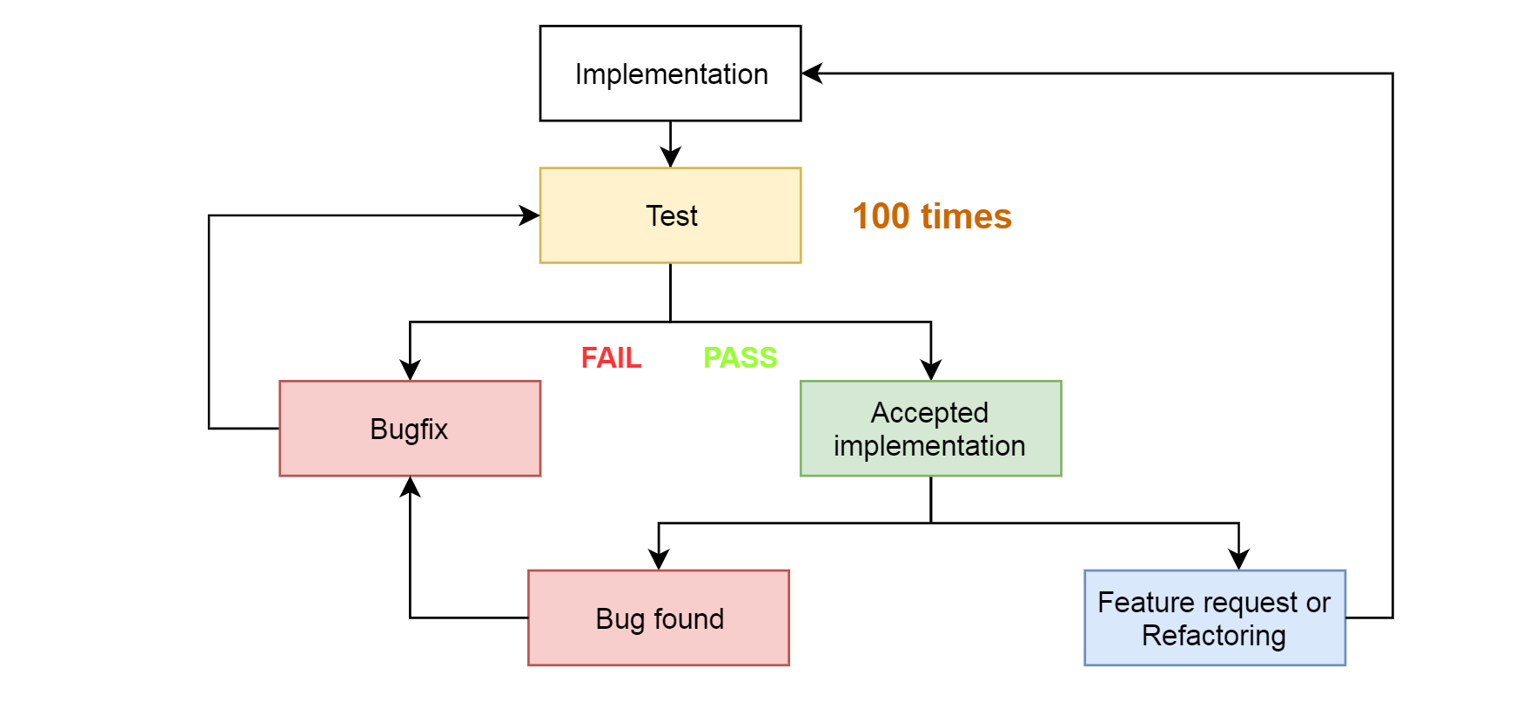 Implementation
Test
100 times
FAIL
PASS
Bugfix
Accepted
implementation
Bug found
Feature request or
Refactoring